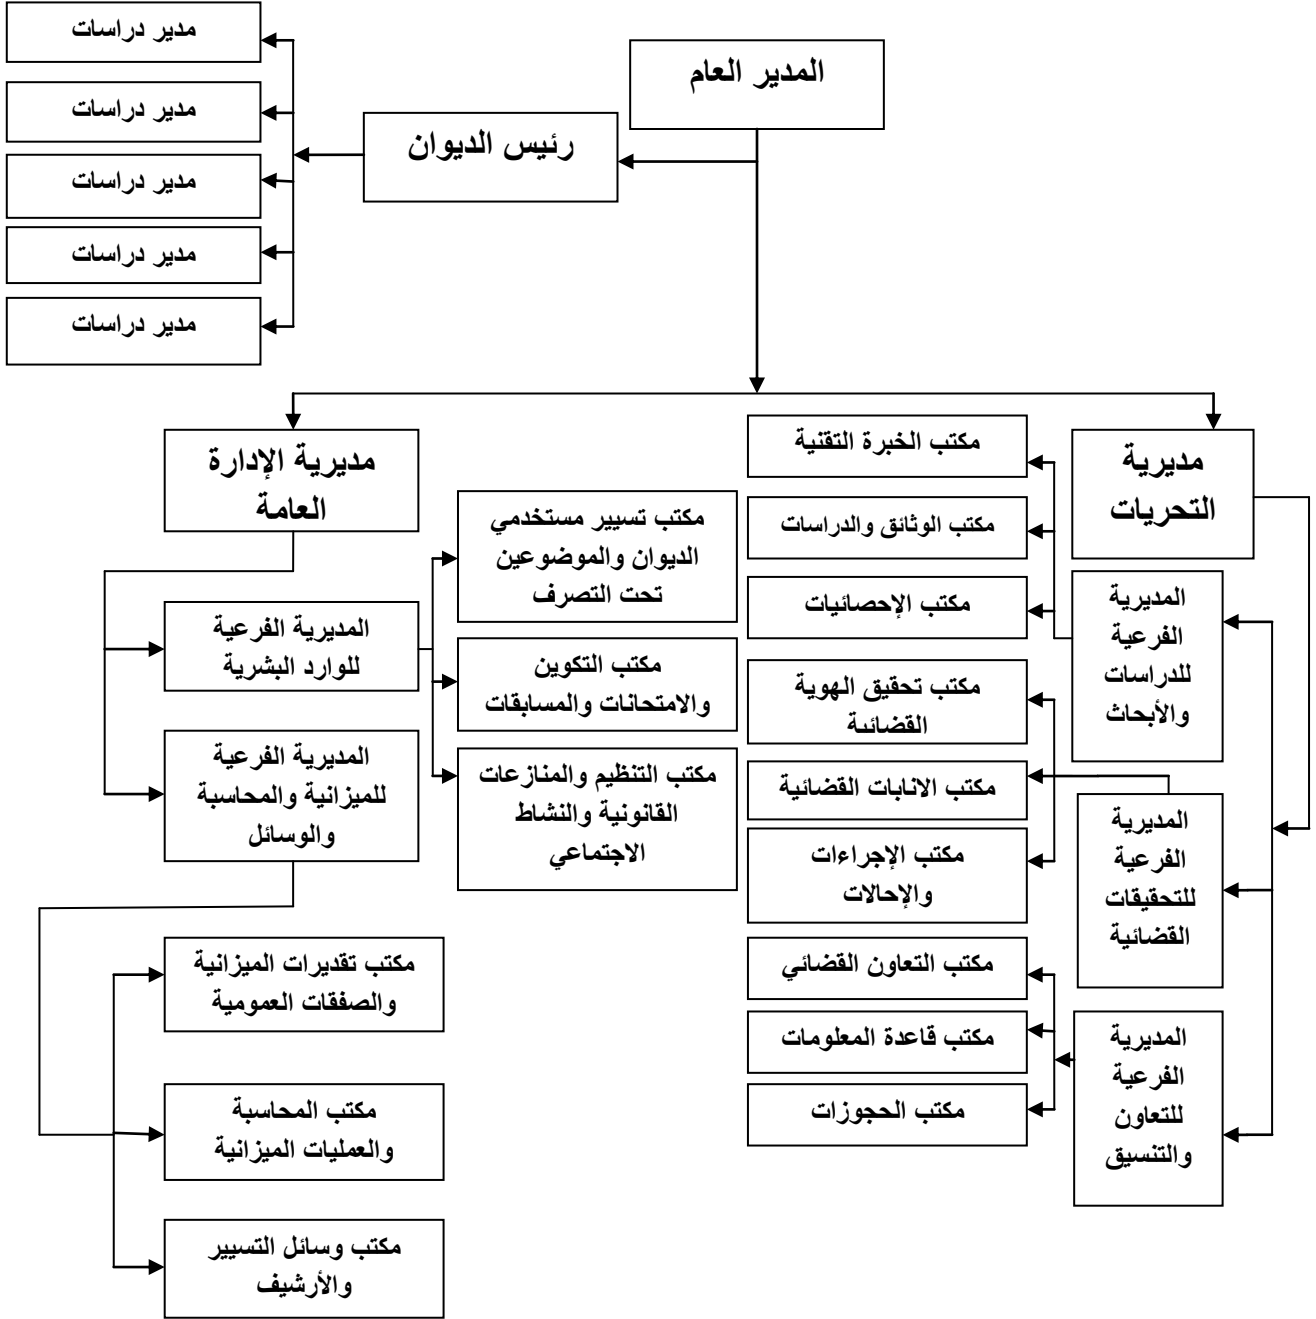 المدير العام
رئيس الديوان
مدير دراسات
مدير دراسات
مدير دراسات
مدير دراسات
مدير دراسات
مديرية
التحريات
المديرية
الفرعية
للدراسات
والأبحاث
مكتب الخبرة التقنية
مكتب الوثائق والدراسات
مكتب الإحصائيات
المديرية
الفرعية
للتحقيقات
القضائية
مكتب تحقيق الهوية
القضائية
مكتب الانابات القضائية
مكتب الإجراءات
والإحالات
المديرية
الفرعية
للتعاون
والتنسيق
مكتب التعاون القضائي
مكتب قاعدة المعلومات
مكتب الحجوزات
مديرية الإدارة
العامة
المديرية الفرعية
للوارد البشرية
مكتب تسيير مستخدمي
الديوان والموضوعين
تحت التصرف
مكتب التكوين
والامتحانات والمسابقات
مكتب التنظيم والمنازعات
القانونية والنشاط
الاجتماعي
المديرية الفرعية
للميزانية والمحاسبة
والوسائل
مكتب تقديرات الميزانية
والصفقات العمومية
مكتب المحاسبة
والعمليات الميزانية
مكتب وسائل التسيير
والأرشيف